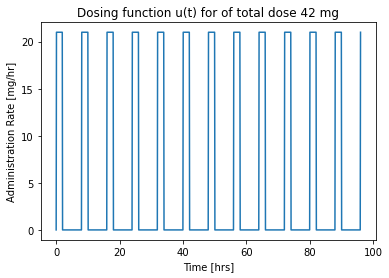 Dosing function u(t) for of total dose 42 mg
Administration Rate [mg/hr]
20
15
10
5
0
0 20 40 60 80 100
Time [hrs]